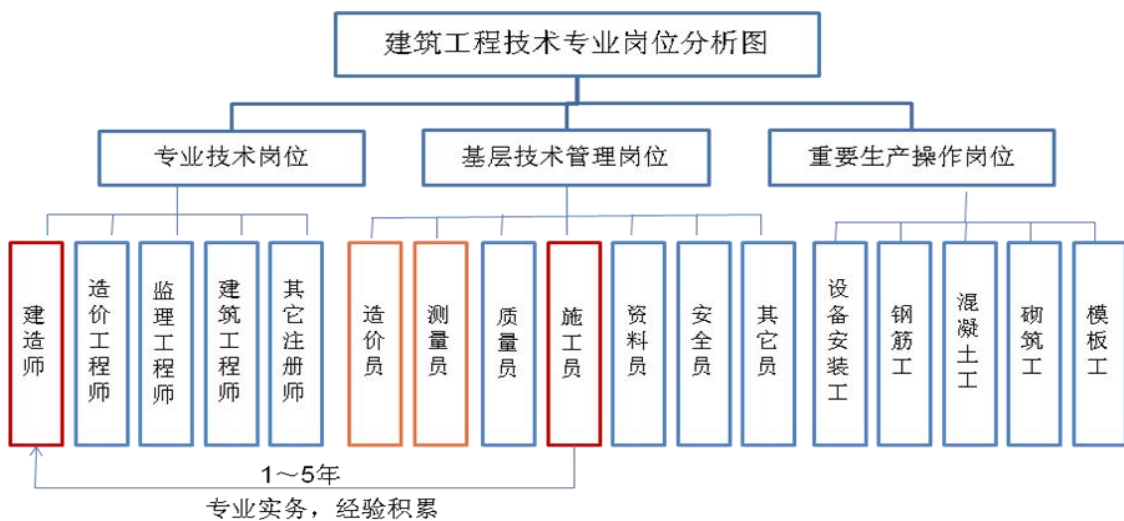 建筑工程技术专业岗位分析图
专业技术岗位
基层技术管理岗位
重要生产操作岗位
建造师
造价工程师
监理工程师
建筑工程师
其它注册师
造价员
测量员
质量员
施工员
资料员
安全员
其它员
设备安装工
钢筋工
混凝土工
砌筑工
模板工
1～5年
专业实务，经验积累